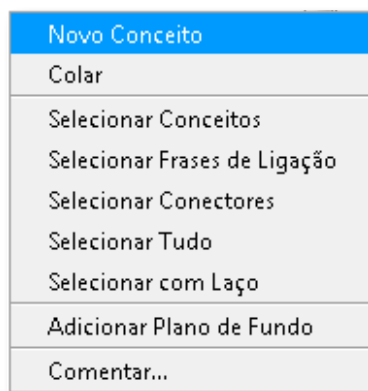 Novo Conceito
Colar
Selecionar Conceitos
Selecionar Frases de Ligação
Selecionar Conectores
Selecionar Tudo
Selecionar com Laço
Adicionar Plano de Fundo
Comentar...